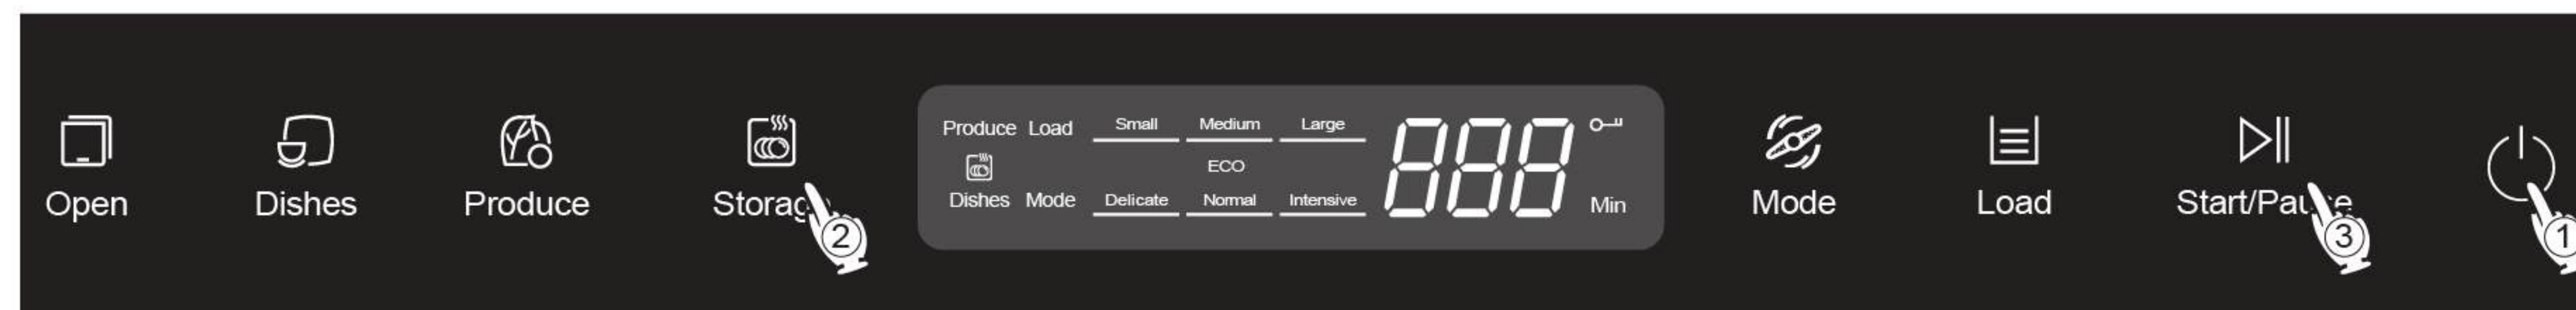 Open
Dishes
Produce
Storag
2
Produce Load Small Medium Large
ECO
Dishes Mode Delicate Normal Intensive
888
Min
Mode
Load
Start/Pause
3
1